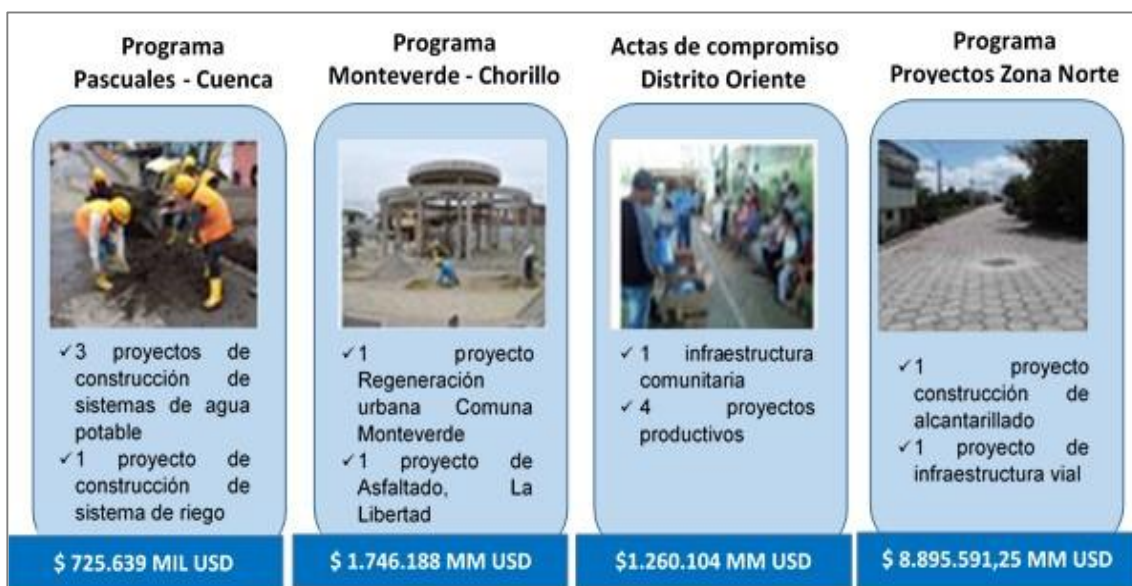 Programa
Pascuales - Cuenca
✓ 3 proyectos de
construcción de
sistemas de agua
potable
✓ 1 proyecto de
construcción de
sistema de riego
$ 725.639 MIL USD
Programa
Monteverde - Chorillo
✓ 1 proyecto
Regeneración
urbana Comuna
Monteverde
✓ 1 proyecto de
Asfaltado, La
Libertad
$ 1.746.188 MM USD
Actas de compromiso
Distrito Oriente
✓ 1 infraestructura
comunitaria
✓ 4 proyectos
productivos
$1.260.104 MM USD
Programa
Proyectos Zona Norte
✓ 1 proyecto
construcción de
alcantarillado
✓ 1 proyecto de
infraestructura vial
$ 8.895.591,25 MM USD